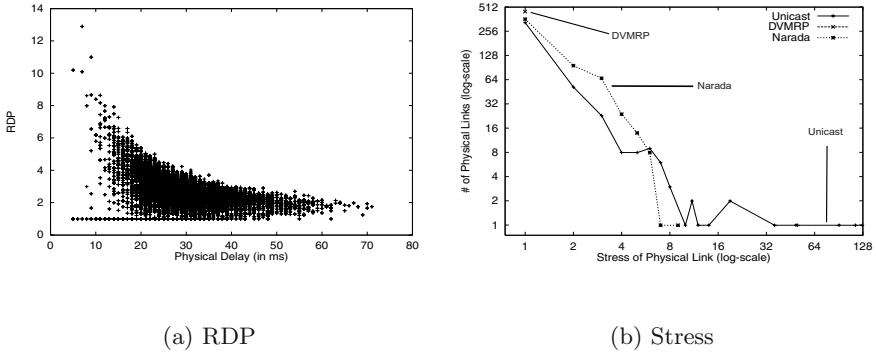 14
12
10
8
6
4
2
0
RDP
0 10 20 30 40 50 60 70 80
Physical Delay (in ms)
(a) RDP
512
256
128
64
32
16
8
4
2
1
# of Physical Links (log-scale)
Unicast
DVMRP
Narada
DVMRP
Narada
Unicast
1 2 4 8 16 32 64 128
Stress of Physical Link (log-scale)
(b) Stress